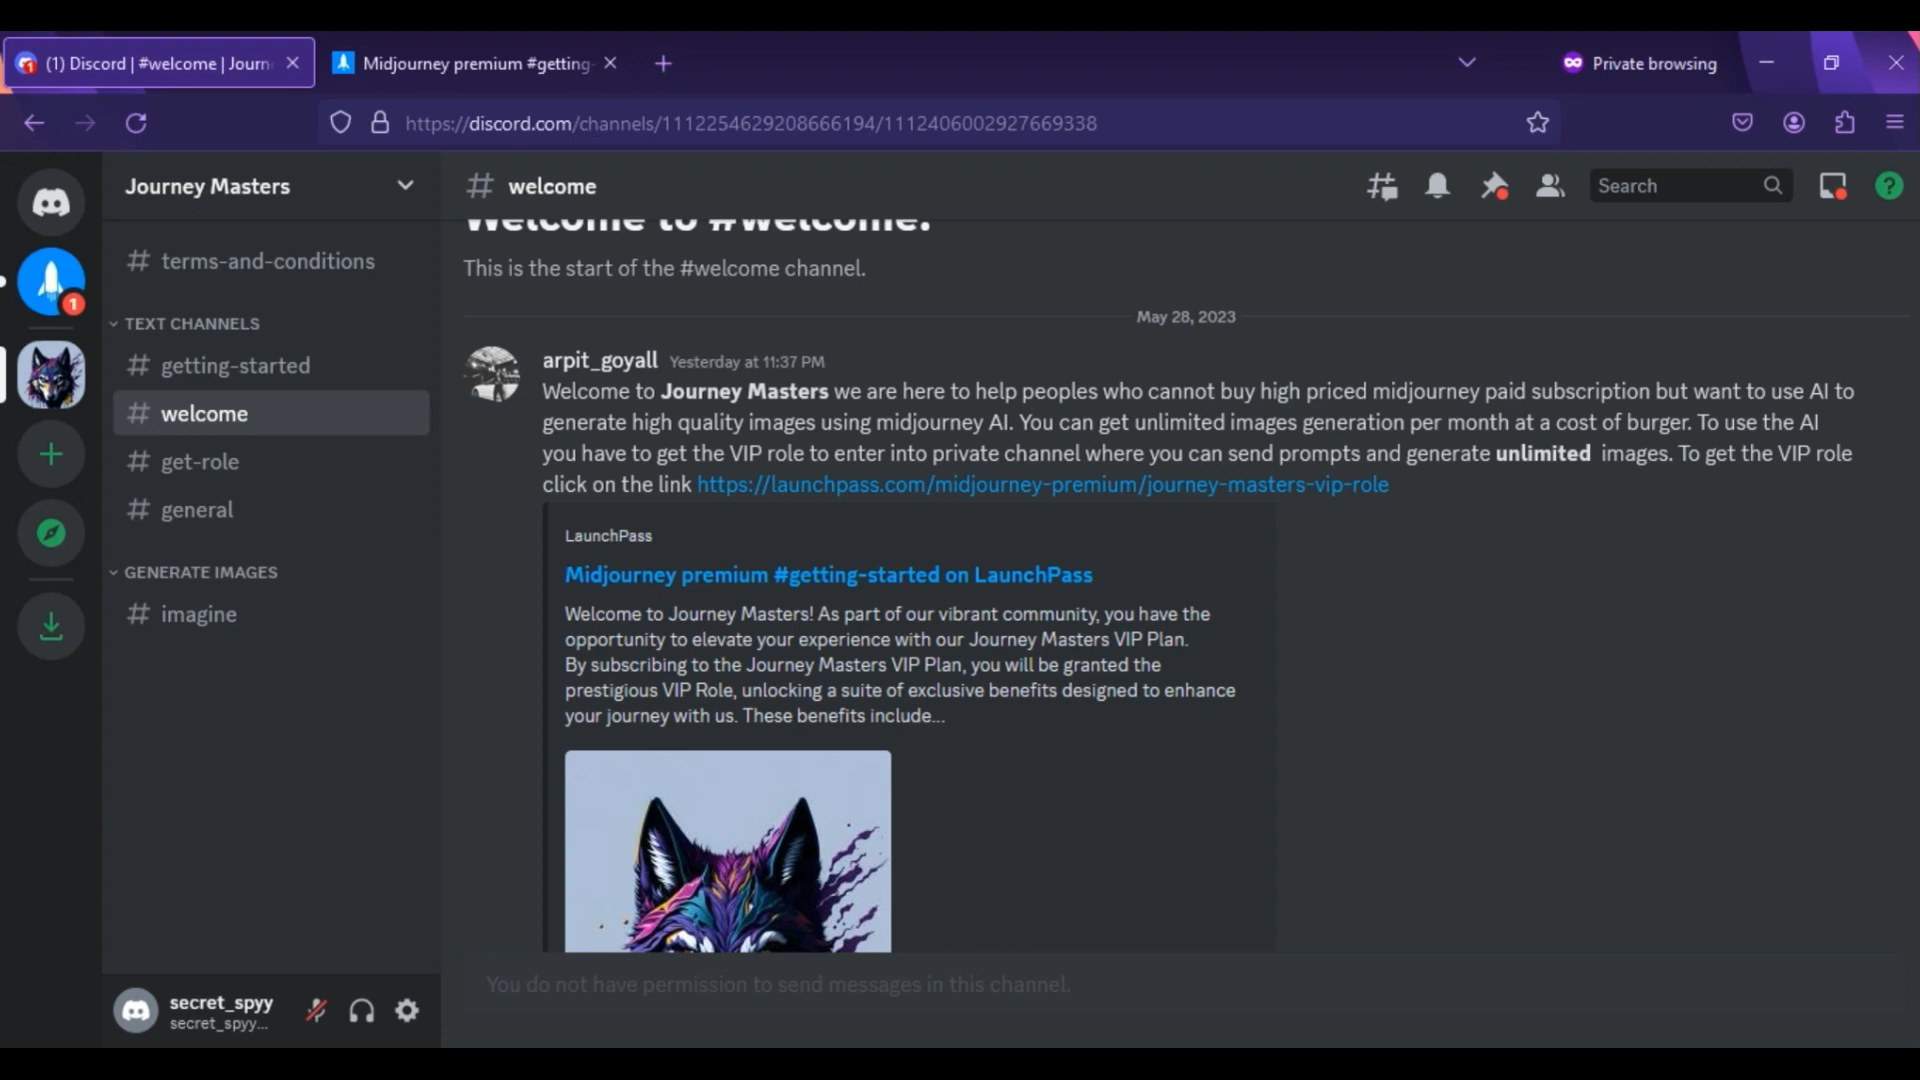 (1) Discord | #welcome | Journ
Midjourney premium #getting-
Private browsing
https://discord.com/channels/1112254629208666194/1112406002927669338
Journey Masters
# welcome
Search
Welcome to #welcome!
This is the start of the #welcome channel.
# terms-and-conditions
TEXT CHANNELS
# getting-started
# welcome
# get-role
# general
GENERATE IMAGES
# imagine
1
May 28, 2023
arpit_goyall Yesterday at 11:37 PM
Welcome to Journey Masters we are here to help peoples who cannot buy high priced midjourney paid subscription but want to use AI to
generate high quality images using midjourney AI. You can get unlimited images generation per month at a cost of burger. To use the AI
you have to get the VIP role to enter into private channel where you can send prompts and generate unlimited images. To get the VIP role
click on the link https://launchpass.com/midjourney-premium/journey-masters-vip-role
LaunchPass
Midjourney premium #getting-started on LaunchPass
Welcome to Journey Masters! As part of our vibrant community, you have the
opportunity to elevate your experience with our Journey Masters VIP Plan.
By subscribing to the Journey Masters VIP Plan, you will be granted the
prestigious VIP Role, unlocking a suite of exclusive benefits designed to enhance
your journey with us. These benefits include...
You do not have permission to send messages in this channel.
secret_spyy
secret_spyy...